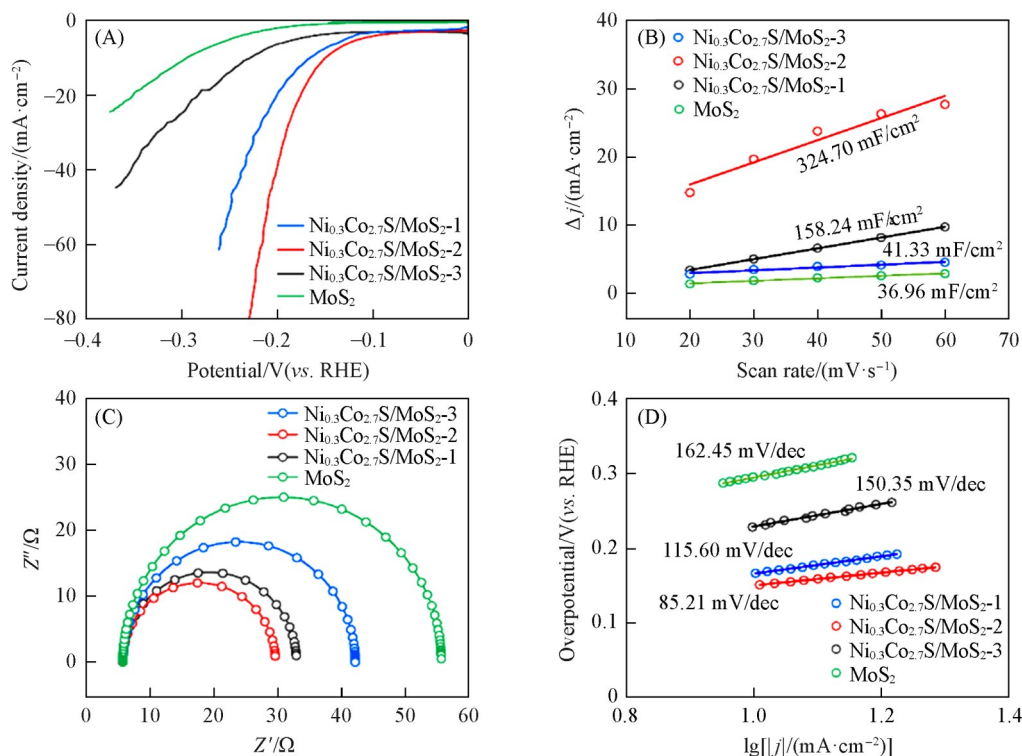 (A)
0
−20
−40
−60
−80
−0.4
−0.3
−0.2
−0.1
0
Current density/(mA·cm⁻²)
Potential/V(vs. RHE)
Ni₀.₃Co₂.₇S/MoS₂-1
Ni₀.₃Co₂.₇S/MoS₂-2
Ni₀.₃Co₂.₇S/MoS₂-3
MoS₂
(B)
Ni₀.₃Co₂.₇S/MoS₂-3
Ni₀.₃Co₂.₇S/MoS₂-2
Ni₀.₃Co₂.₇S/MoS₂-1
MoS₂
40
30
20
10
0
10
20
30
40
50
60
70
Δj/(mA·cm⁻²)
Scan rate/(mV·s⁻¹)
324.70 mF/cm²
158.24 mF/cm²
41.33 mF/cm²
36.96 mF/cm²
(C)
Ni₀.₃Co₂.₇S/MoS₂-3
Ni₀.₃Co₂.₇S/MoS₂-2
Ni₀.₃Co₂.₇S/MoS₂-1
MoS₂
40
30
20
10
0
0
10
20
30
40
50
60
Z″/Ω
Z′/Ω
(D)
0.4
0.3
0.2
0.1
0
0.8
1.0
1.2
1.4
Overpotential/V(vs. RHE)
lg[|j|/(mA·cm⁻²)]
162.45 mV/dec
150.35 mV/dec
115.60 mV/dec
85.21 mV/dec
Ni₀.₃Co₂.₇S/MoS₂-1
Ni₀.₃Co₂.₇S/MoS₂-2
Ni₀.₃Co₂.₇S/MoS₂-3
MoS₂